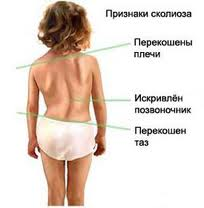 Признаки сколиоза
Перекошены
плечи
Искривлён
позвоночник
Перекошен
таз